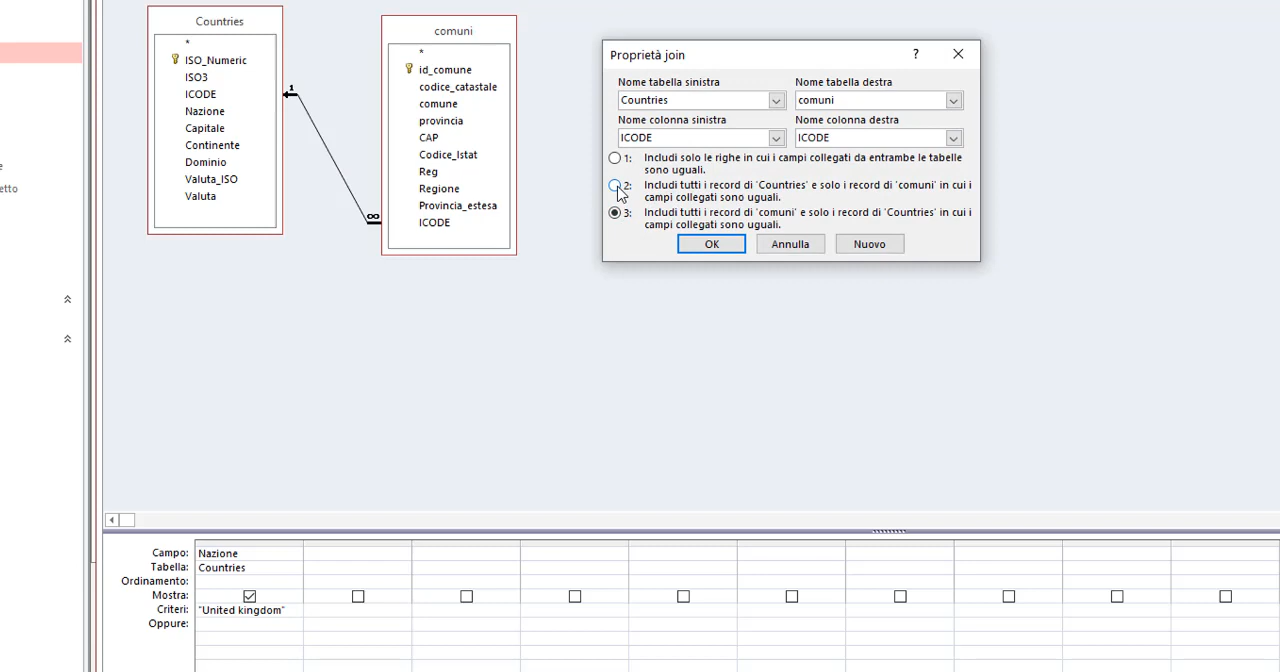 Countries
*
ISO_Numeric
ISO3
ICODE
Nazione
Capitale
Continente
Dominio
Valuta_ISO
Valuta
1
∞
comuni
*
id_comune
codice_catastale
comune
provincia
CAP
Codice_Istat
Reg
Regione
Provincia_estesa
ICODE
Proprietà join
?
Nome tabella sinistra Nome tabella destra
Countries comuni
Nome colonna sinistra Nome colonna destra
ICODE ICODE
1: Includi solo le righe in cui i campi collegati da entrambe le tabelle
sono uguali.
2: Includi tutti i record di 'Countries' e solo i record di 'comuni' in cui i
campi collegati sono uguali.
3: Includi tutti i record di 'comuni' e solo i record di 'Countries' in cui i
campi collegati sono uguali.
OK Annulla Nuovo
e
etto
Campo: Nazione
Tabella: Countries
Ordinamento:
Mostra:
Criteri: "United kingdom"
Oppure: